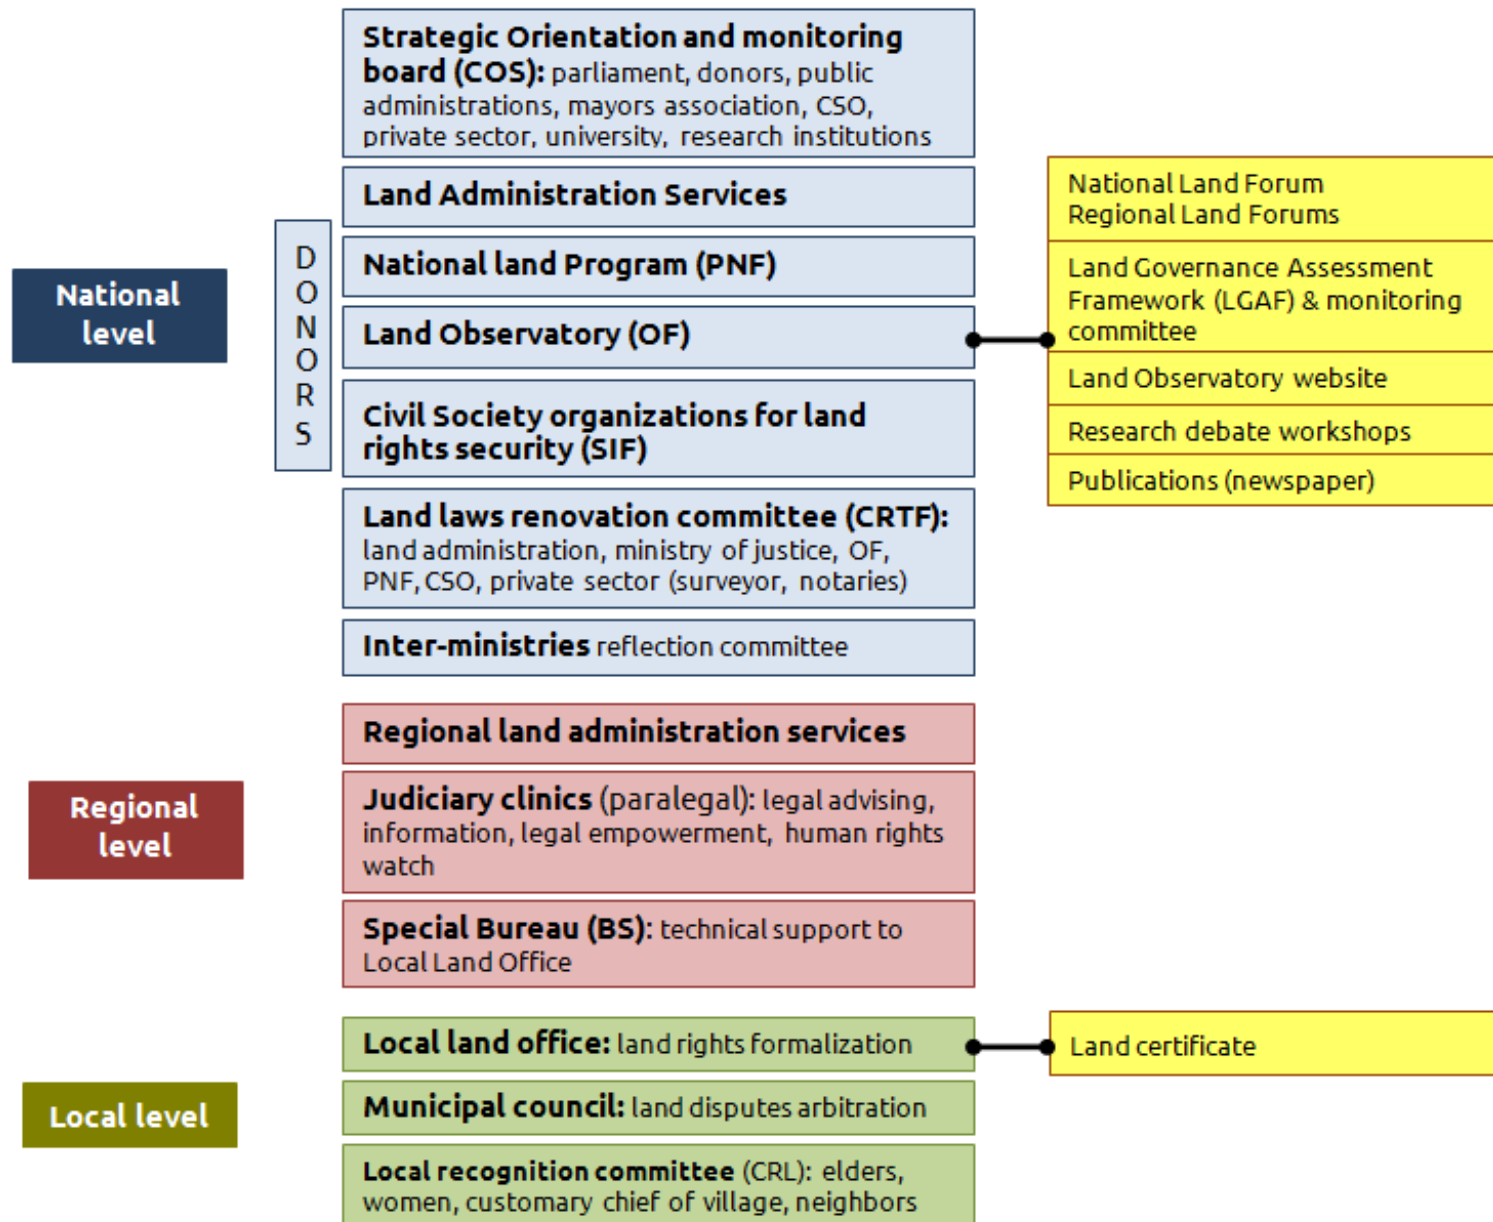 Strategic Orientation and monitoring
board (COS): parliament, donors, public
administrations, mayors association, CSO,
private sector, university, research institutions
Land Administration Services
National land Program (PNF)
Land Observatory (OF)
Civil Society organizations for land
rights security (SIF)
Land laws renovation committee (CRTF):
land administration, ministry of justice, OF,
PNF, CSO, private sector (surveyor, notaries)
Inter-ministries reflection committee
DONORS
National
level
National Land Forum
Regional Land Forums
Land Governance Assessment
Framework (LGAF) & monitoring
committee
Land Observatory website
Research debate workshops
Publications (newspaper)
Regional
level
Regional land administration services
Judiciary clinics (paralegal): legal advising,
information, legal empowerment, human rights
watch
Special Bureau (BS): technical support to
Local Land Office
Local level
Local land office: land rights formalization
Land certificate
Municipal council: land disputes arbitration
Local recognition committee (CRL): elders,
women, customary chief of village, neighbors